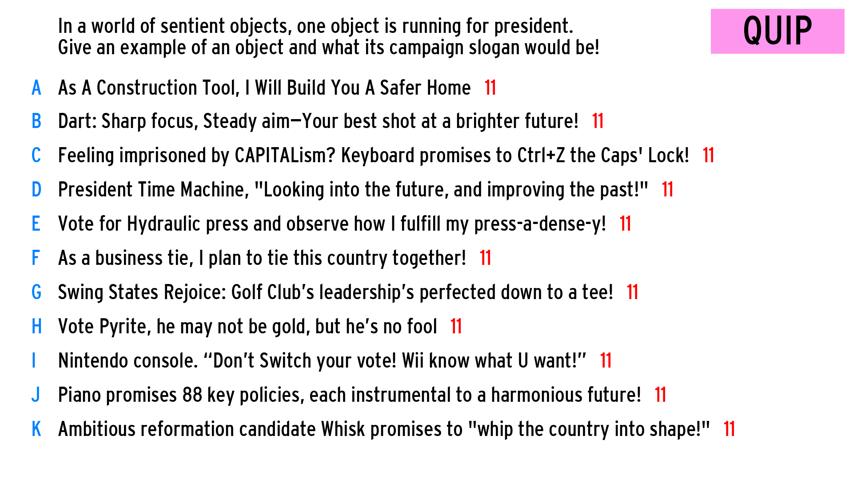 In a world of sentient objects, one object is running for president.
Give an example of an object and what its campaign slogan would be!
QUIP
A As A Construction Tool, I Will Build You A Safer Home 11
B Dart: Sharp focus, Steady aim—Your best shot at a brighter future! 11
C Feeling imprisoned by CAPITALism? Keyboard promises to Ctrl+Z the Caps' Lock! 11
D President Time Machine, "Looking into the future, and improving the past!" 11
E Vote for Hydraulic press and observe how I fulfill my press-a-dense-y! 11
F As a business tie, I plan to tie this country together! 11
G Swing States Rejoice: Golf Club’s leadership’s perfected down to a tee! 11
H Vote Pyrite, he may not be gold, but he’s no fool 11
I Nintendo console. “Don’t Switch your vote! Wii know what U want!” 11
J Piano promises 88 key policies, each instrumental to a harmonious future! 11
K Ambitious reformation candidate Whisk promises to "whip the country into shape!" 11